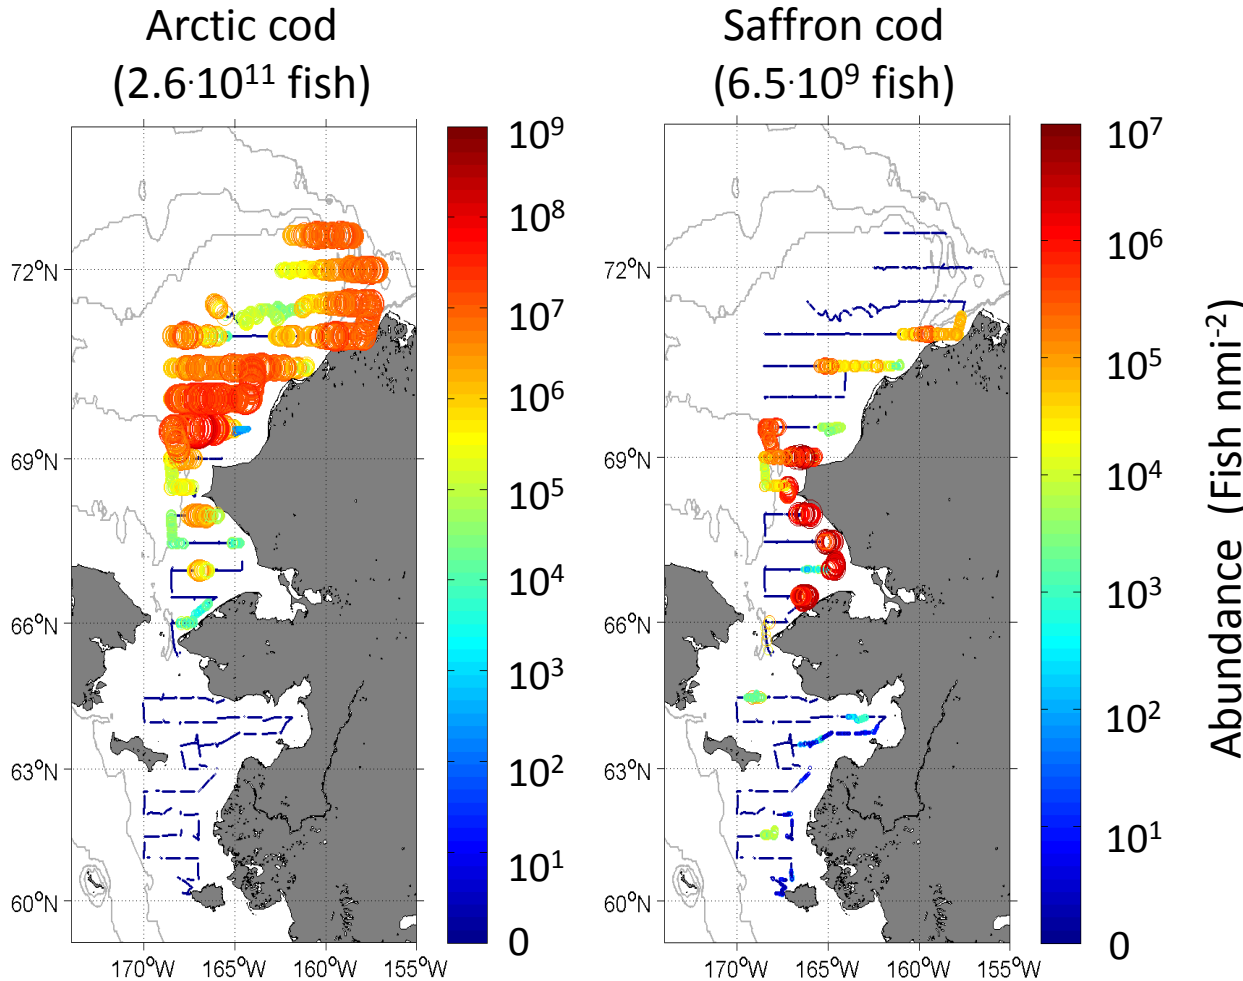 Arctic cod
(2.6·10¹¹ fish)
Saffron cod
(6.5·10⁹ fish)
72°N
69°N
66°N
63°N
60°N
170°W 165°W 160°W 155°W
10⁹
10⁸
10⁷
10⁶
10⁵
10⁴
10³
10²
10¹
0
72°N
69°N
66°N
63°N
60°N
170°W 165°W 160°W 155°W
10⁷
10⁶
10⁵
10⁴
10³
10²
10¹
0
Abundance (Fish nmi⁻²)